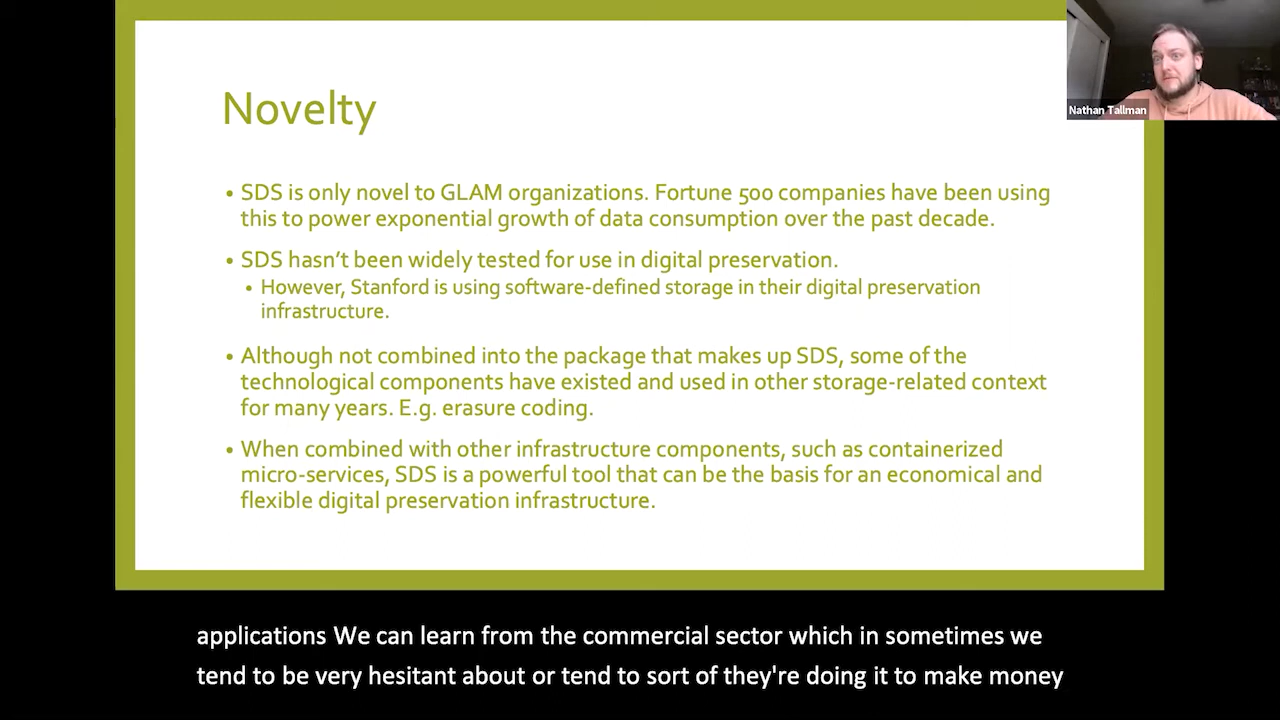 Novelty
Nathan Tallman
• SDS is only novel to GLAM organizations. Fortune 500 companies have been using
this to power exponential growth of data consumption over the past decade.
• SDS hasn't been widely tested for use in digital preservation.
• However, Stanford is using software-defined storage in their digital preservation
infrastructure.
• Although not combined into the package that makes up SDS, some of the
technological components have existed and used in other storage-related context
for many years. E.g. erasure coding.
• When combined with other infrastructure components, such as containerized
micro-services, SDS is a powerful tool that can be the basis for an economical and
flexible digital preservation infrastructure.
applications We can learn from the commercial sector which in sometimes we
tend to be very hesitant about or tend to sort of they're doing it to make money